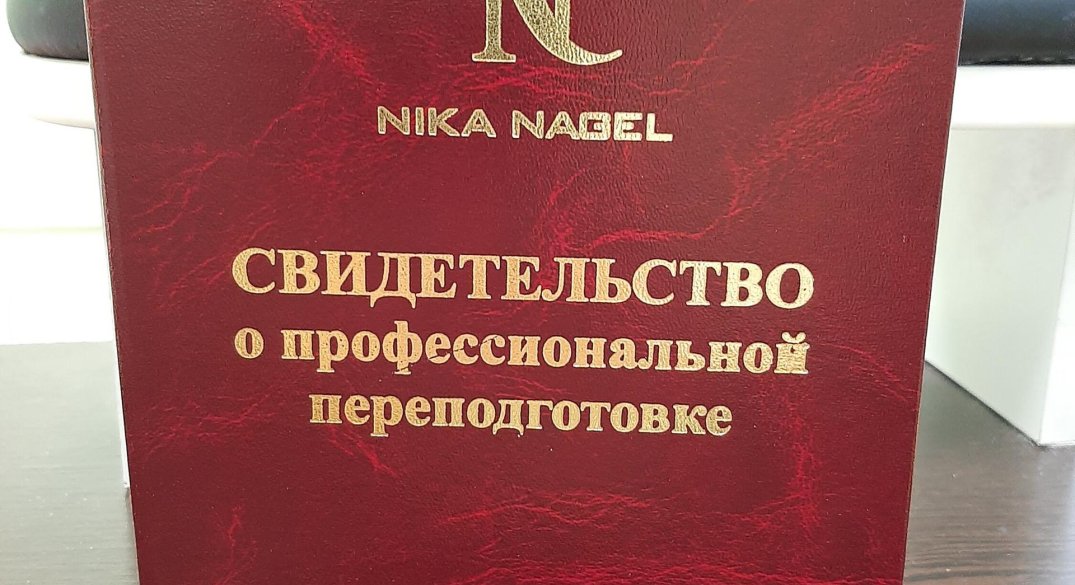 N
NIKA NAGEL
СВИДЕТЕЛЬСТВО
о профессиональной
переподготовке